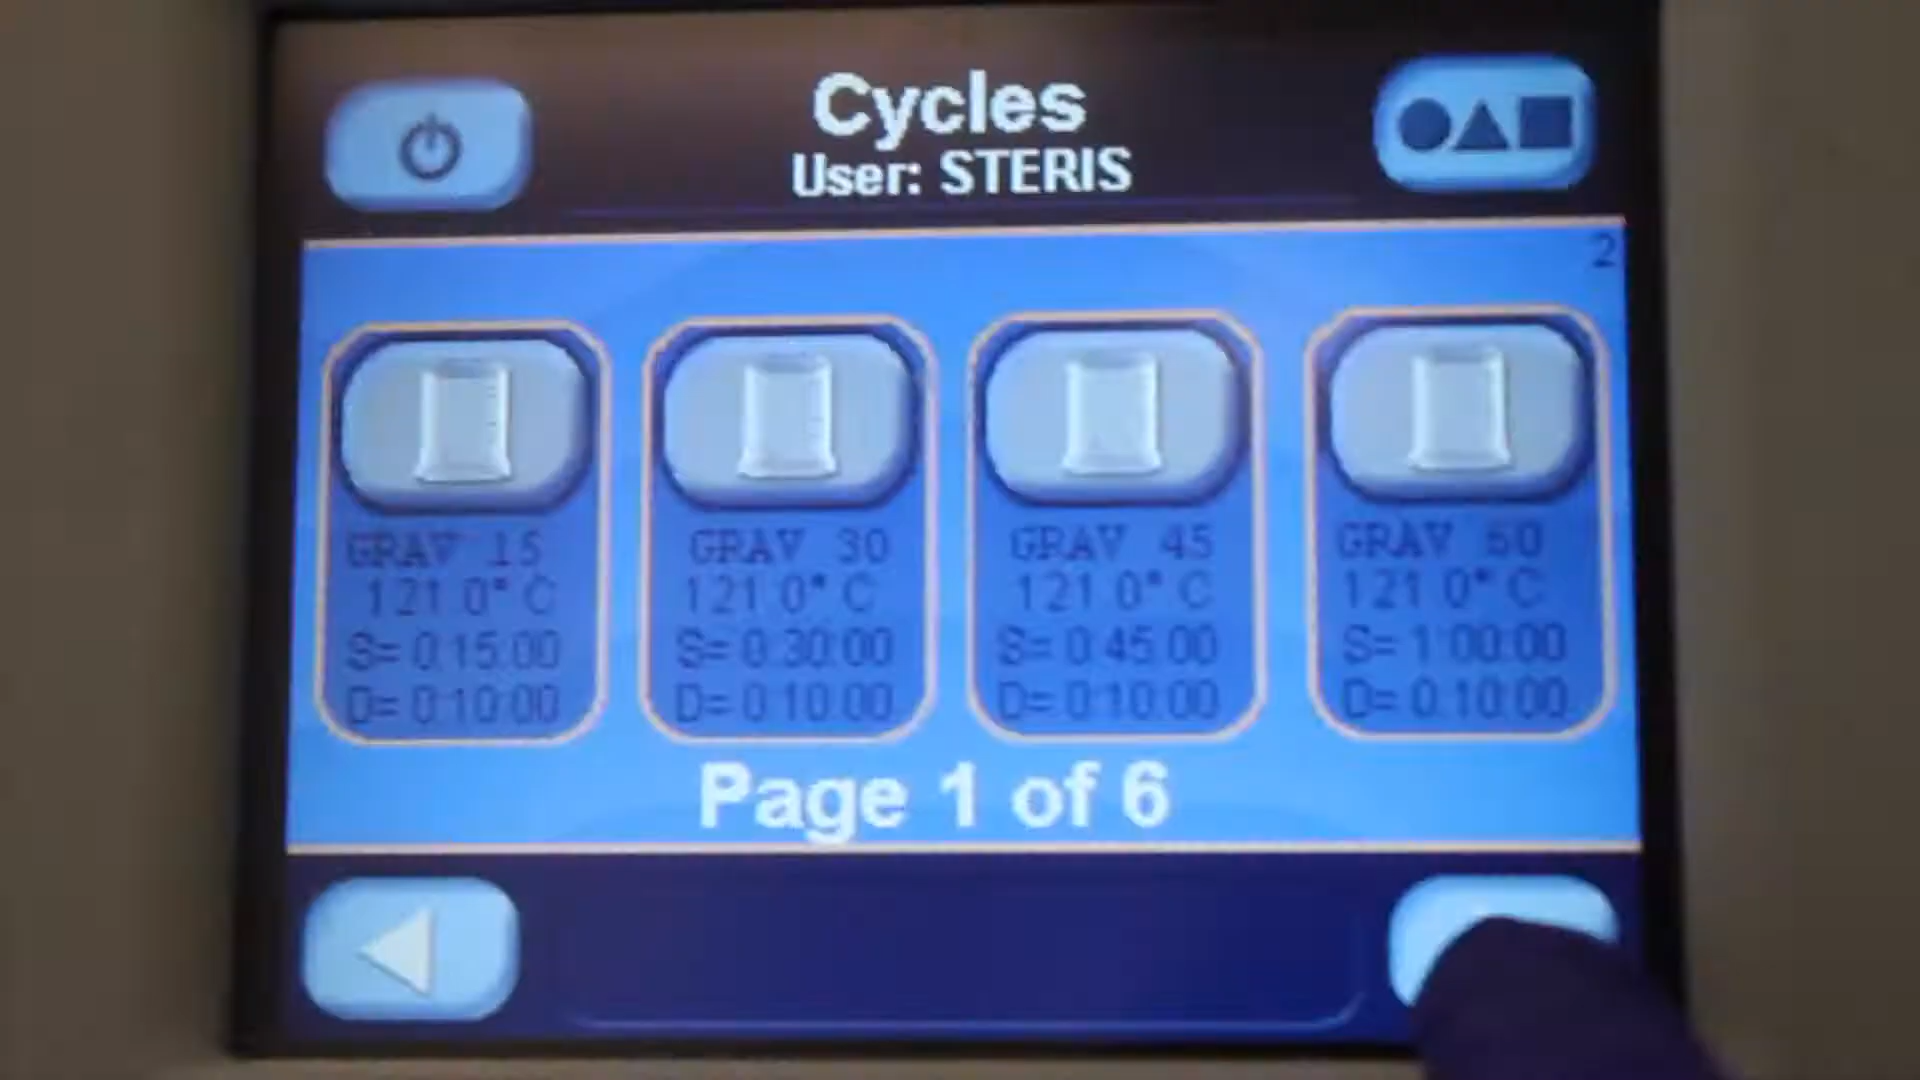 Cycles
User: STERIS
2
GRAV 15
121.0° C
S= 0:15:00
D= 0:10:00
GRAV 30
121.0° C
S= 0:30:00
D= 0:10:00
GRAV 45
121.0° C
S= 0:45:00
D= 0:10:00
GRAV 60
121.0° C
S= 1:00:00
D= 0:10:00
Page 1 of 6